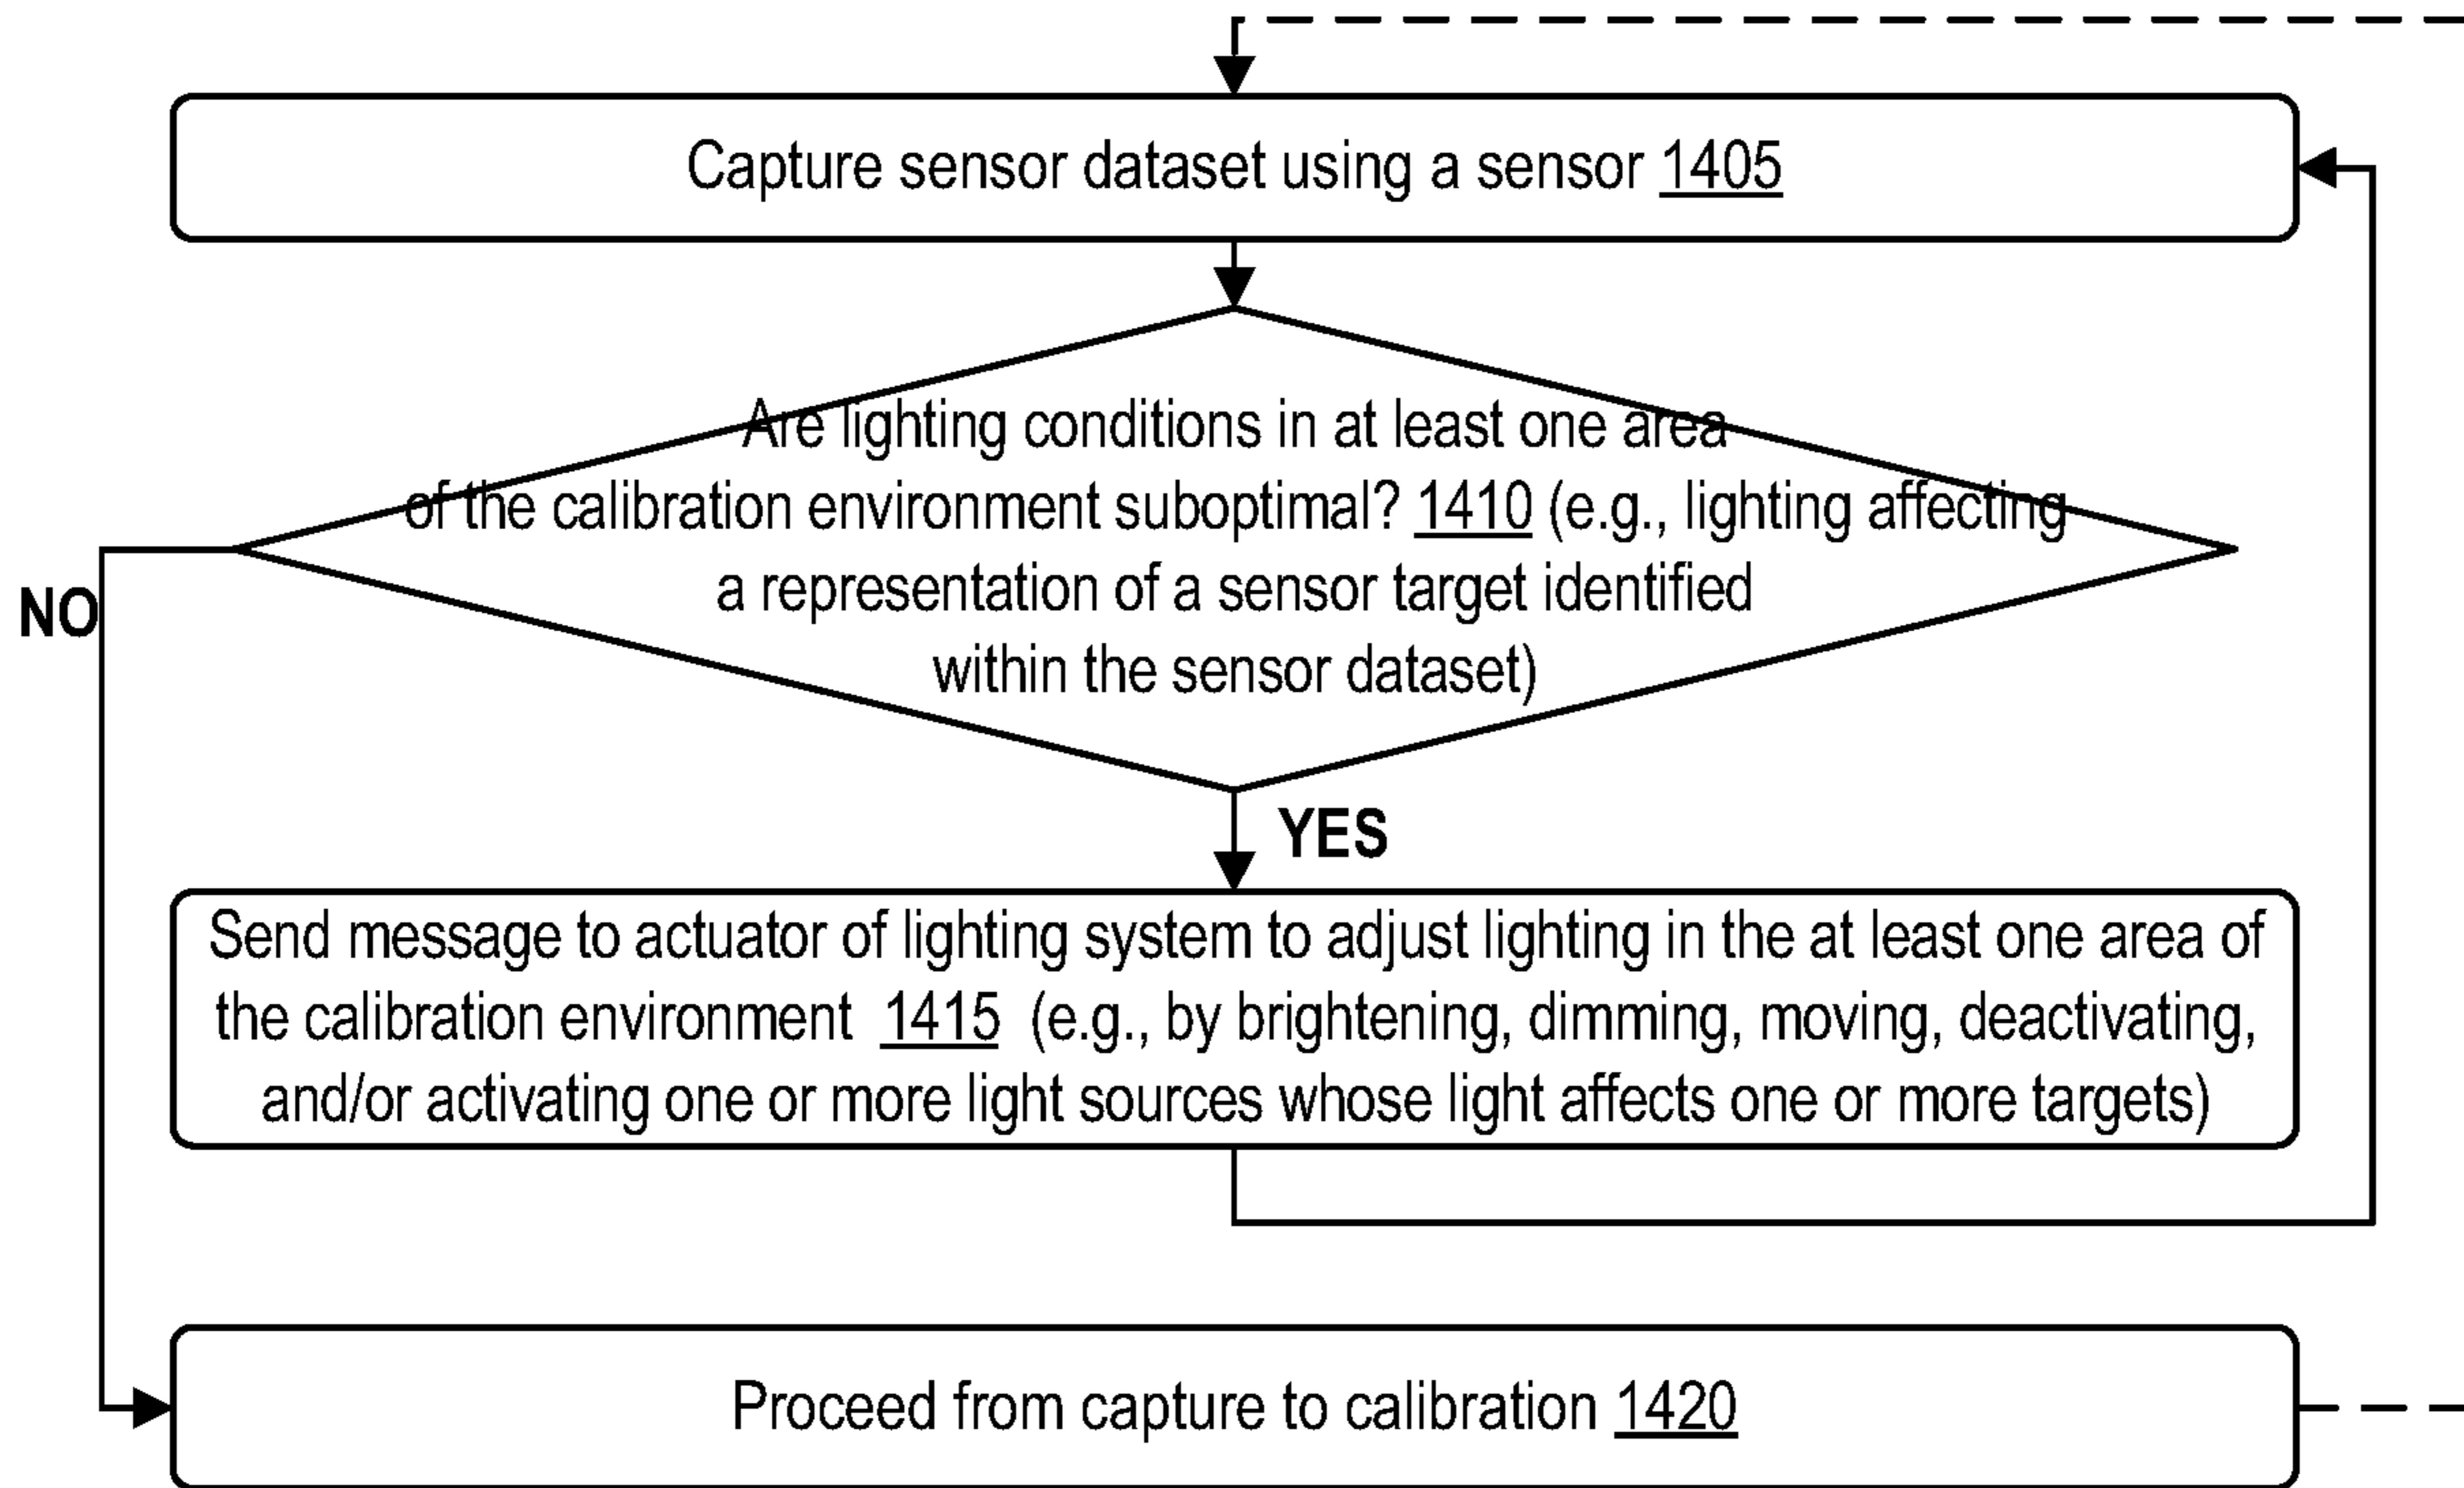 Capture sensor dataset using a sensor 1405
Are lighting conditions in at least one area
of the calibration environment suboptimal? 1410 (e.g., lighting affecting
a representation of a sensor target identified
within the sensor dataset)
NO
YES
Send message to actuator of lighting system to adjust lighting in the at least one area of
the calibration environment 1415 (e.g., by brightening, dimming, moving, deactivating,
and/or activating one or more light sources whose light affects one or more targets)
Proceed from capture to calibration 1420